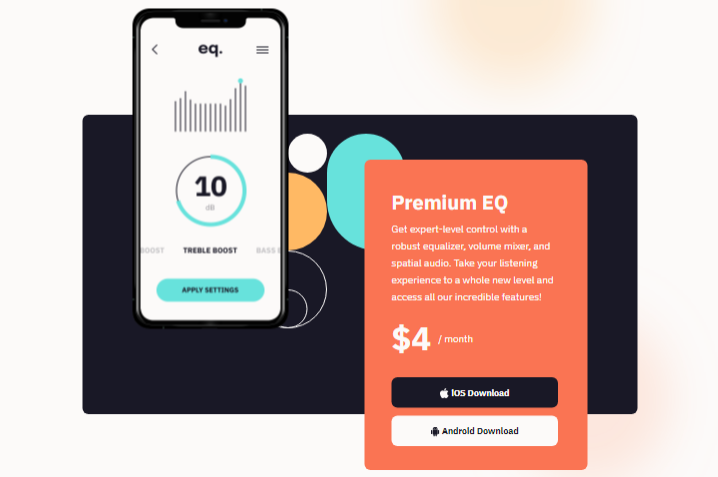 eq.
10
dB
BOOST
TREBLE BOOST
BASS B
APPLY SETTINGS
Premium EQ
Get expert-level control with a
robust equalizer, volume mixer, and
spatial audio. Take your listening
experience to a whole new level and
access all our incredible features!
$4 / month
iOS Download
Android Download